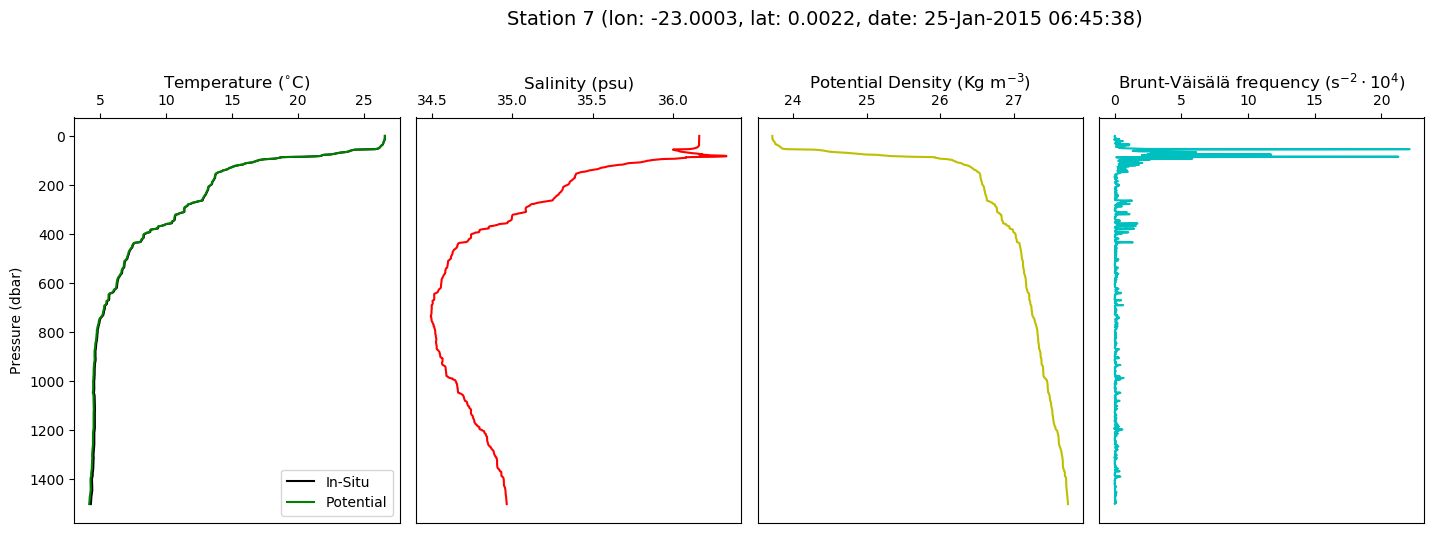 Station 7 (lon: -23.0003, lat: 0.0022, date: 25-Jan-2015 06:45:38)
Temperature (°C)
5 10 15 20 25
Salinity (psu)
34.5 35.0 35.5 36.0
Potential Density (Kg m⁻³)
24 25 26 27
Brunt-Väisälä frequency (s⁻² · 10⁴)
0 5 10 15 20
Pressure (dbar)
0
200
400
600
800
1000
1200
1400
In-Situ
Potential